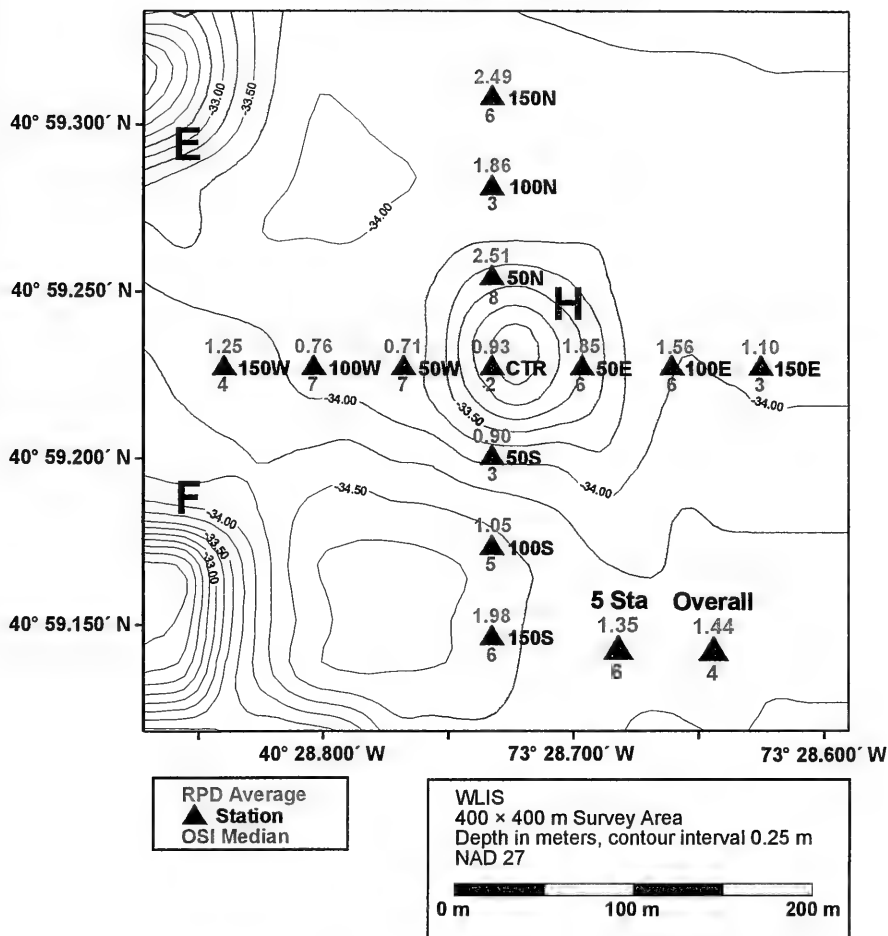 2.49
150N
6
40° 59.300´ N
-33.00
-33.50
E
1.86
100N
3
-34.00
2.51
50N
8
40° 59.250´ N
H
1.25 0.76 0.71 0.93 1.85 1.56 1.10
150W 100W 50W CTR 50E 100E 150E
4 7 7 2 6 6 3
-34.00
-33.50
-34.00
0.90
50S
3
40° 59.200´ N
-34.50
-34.00
F
-34.00
-33.50
-33.00
1.05
100S
5
5 Sta Overall
40° 59.150´ N
1.98 1.35 1.44
150S
6 6 4
40° 28.800´ W 73° 28.700´ W 73° 28.600´ W
RPD Average
Station
OSI Median
WLIS
400 × 400 m Survey Area
Depth in meters, contour interval 0.25 m
NAD 27
0 m 100 m 200 m